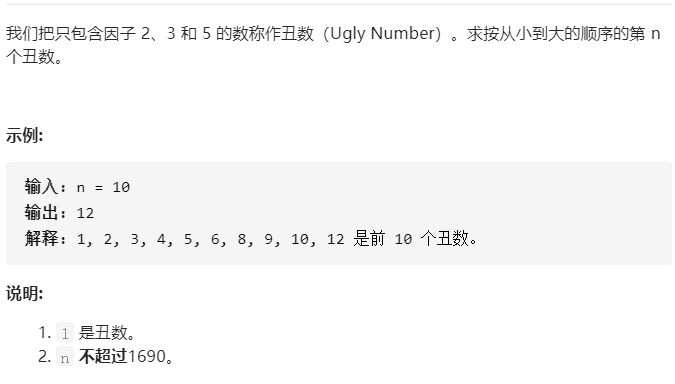 我们把只包含因子 2、3 和 5 的数称作丑数（Ugly Number）。求按从小到大的顺序的第 n
个丑数。
示例:
输入: n = 10
输出: 12
解释: 1, 2, 3, 4, 5, 6, 8, 9, 10, 12 是前 10 个丑数。
说明:
1. 1 是丑数。
2. n 不超过1690。